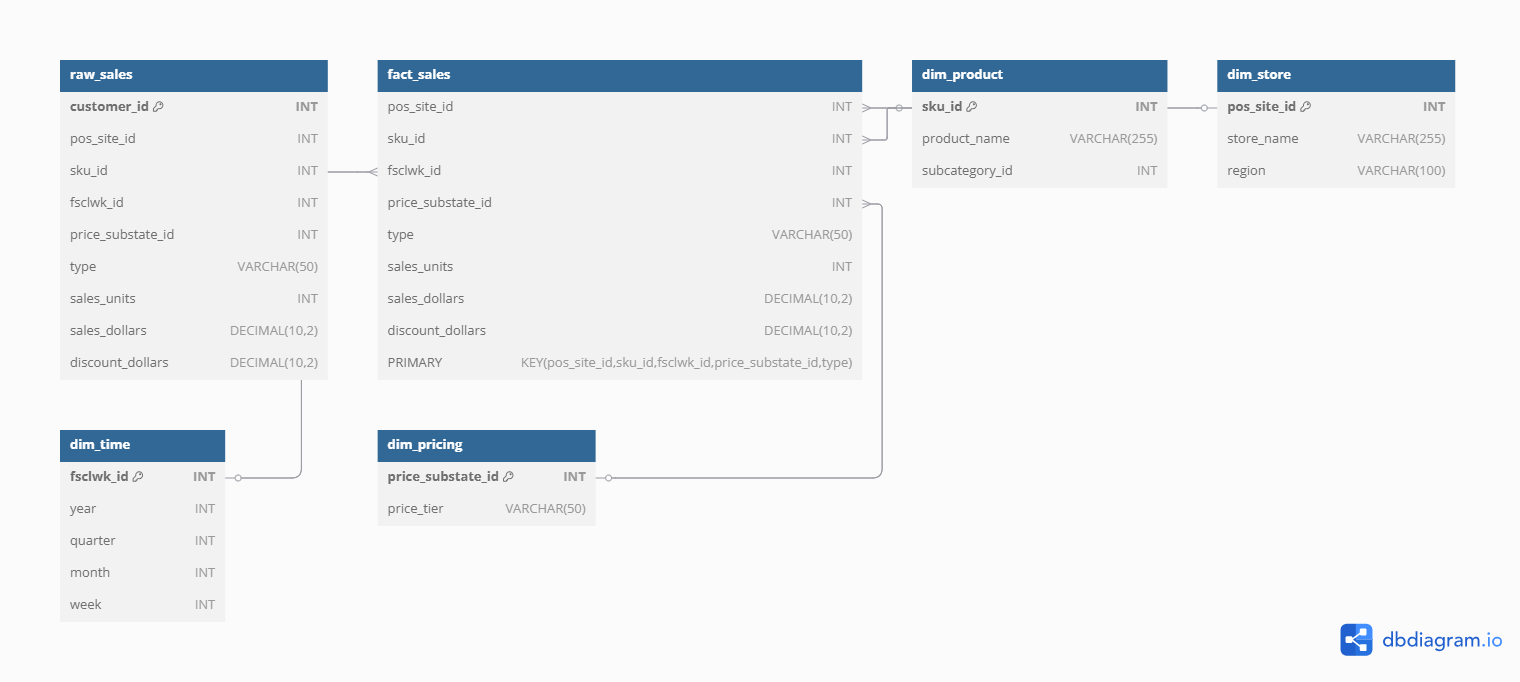 raw_sales
customer_id INT
pos_site_id INT
sku_id INT
fsclwk_id INT
price_substate_id INT
type VARCHAR(50)
sales_units INT
sales_dollars DECIMAL(10,2)
discount_dollars DECIMAL(10,2)
fact_sales
pos_site_id INT
sku_id INT
fsclwk_id INT
price_substate_id INT
type VARCHAR(50)
sales_units INT
sales_dollars DECIMAL(10,2)
discount_dollars DECIMAL(10,2)
PRIMARY KEY(pos_site_id,sku_id,fsclwk_id,price_substate_id,type)
dim_product
sku_id INT
product_name VARCHAR(255)
subcategory_id INT
dim_store
pos_site_id INT
store_name VARCHAR(255)
region VARCHAR(100)
dim_time
fsclwk_id INT
year INT
quarter INT
month INT
week INT
dim_pricing
price_substate_id INT
price_tier VARCHAR(50)
dbdiagram.io